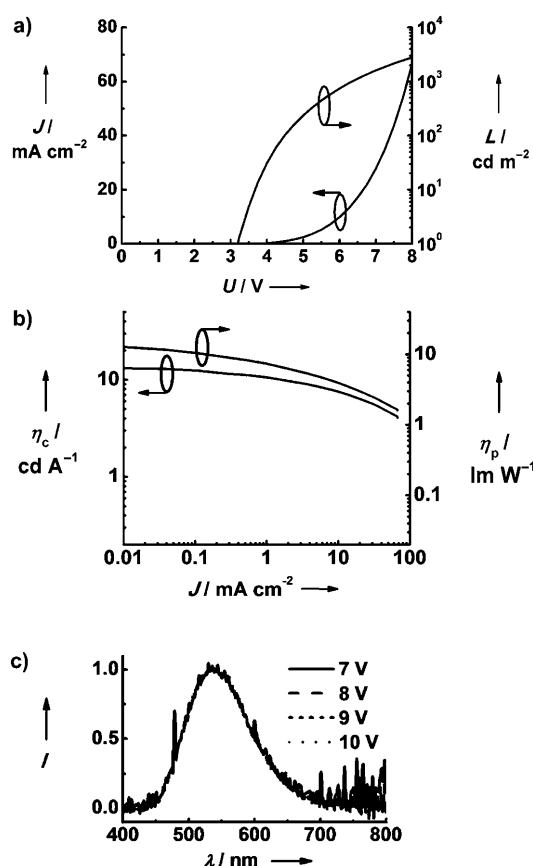 a)
80
60
40
20
0
J /
mA cm⁻²
10⁴
10³
10²
10¹
10⁰
L /
cd m⁻²
0 1 2 3 4 5 6 7 8
U / V
b)
10
1
η_c /
cd A⁻¹
10
1
0.1
η_p /
lm W⁻¹
0.01 0.1 1 10 100
J / mA cm⁻²
c)
1.0
0.5
0.0
I
7 V
8 V
9 V
10 V
400 500 600 700 800
λ / nm